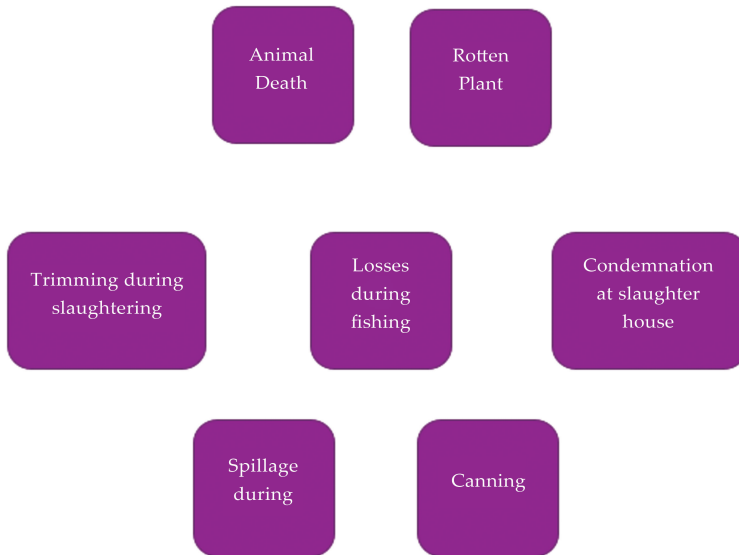 Animal
Death
Rotten
Plant
Trimming during
slaughtering
Losses
during
fishing
Condemnation
at slaughter
house
Spillage
during
Canning